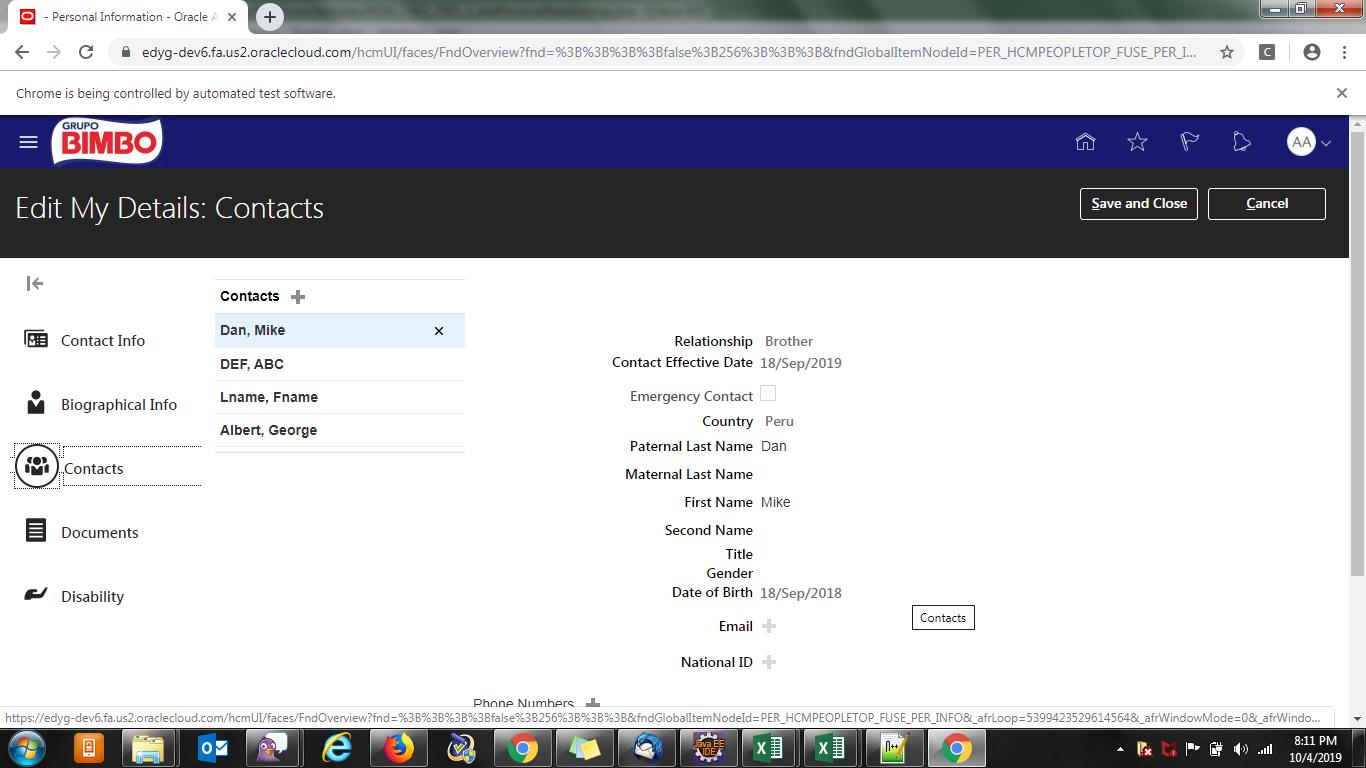 - Personal Information - Oracle A
edyg-dev6.fa.us2.oraclecloud.com/hcmUI/faces/FndOverview?fnd=%3B%3B%3B%3Bfalse%3B256%3B%3B%3B&fndGlobalItemNodeId=PER_HCMPEOPLETOP_FUSE_PER_I...
C
Chrome is being controlled by automated test software.
GRUPO
BIMBO
AA
Edit My Details: Contacts
Save and Close
Cancel
Contact Info
Biographical Info
Contacts
Documents
Disability
Contacts
Dan, Mike
DEF, ABC
Lname, Fname
Albert, George
Relationship Brother
Contact Effective Date 18/Sep/2019
Emergency Contact
Country Peru
Paternal Last Name Dan
Maternal Last Name
First Name Mike
Second Name
Title
Gender
Date of Birth 18/Sep/2018
Contacts
Email
National ID
Phone Numbers
https://edyg-dev6.fa.us2.oraclecloud.com/hcmUI/faces/FndOverview?fnd=%3B%3B%3B%3Bfalse%3B256%3B%3B%3B&fndGlobalItemNodeId=PER_HCMPEOPLETOP_FUSE_PER_INFO&_afrLoop=53994235296145648&_afrWindowMode=0&_afrWindo...
Java EE
IDE
8:11 PM
10/4/2019